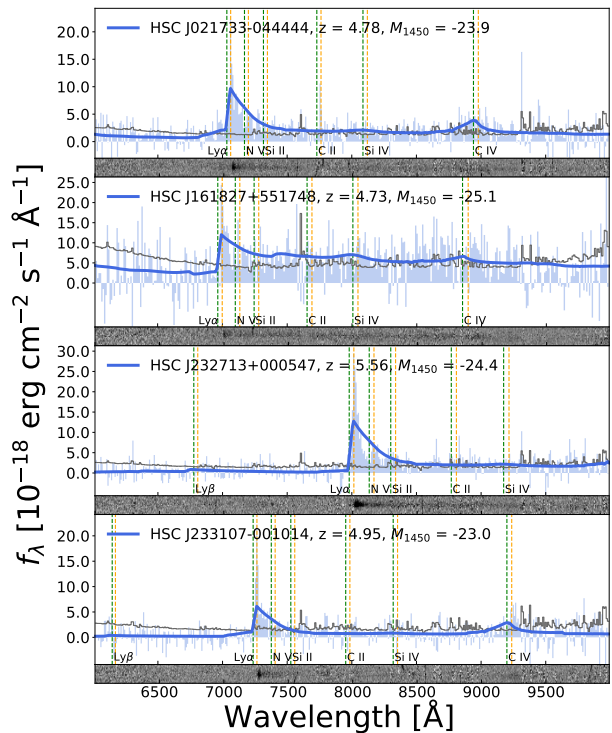 HSC J021733-044444, z = 4.78, M1450 = -23.9
20.0
15.0
10.0
5.0
0.0
Lyα N V Si II C II Si IV C IV
25.0
HSC J161827+551748, z = 4.73, M1450 = -25.1
20.0
15.0
10.0
5.0
0.0
Lyα N V Si II C II Si IV C IV
30.0
HSC J232713+000547, z = 5.56, M1450 = -24.4
25.0
20.0
15.0
10.0
5.0
0.0
Lyβ Lyα N V Si II C II Si IV
HSC J233107-001014, z = 4.95, M1450 = -23.0
20.0
15.0
10.0
5.0
0.0
Lyβ Lyα N V Si II C II Si IV C IV
6500 7000 7500 8000 8500 9000 9500
Wavelength [Å]
fλ [10−18 erg cm−2 s−1 Å−1]